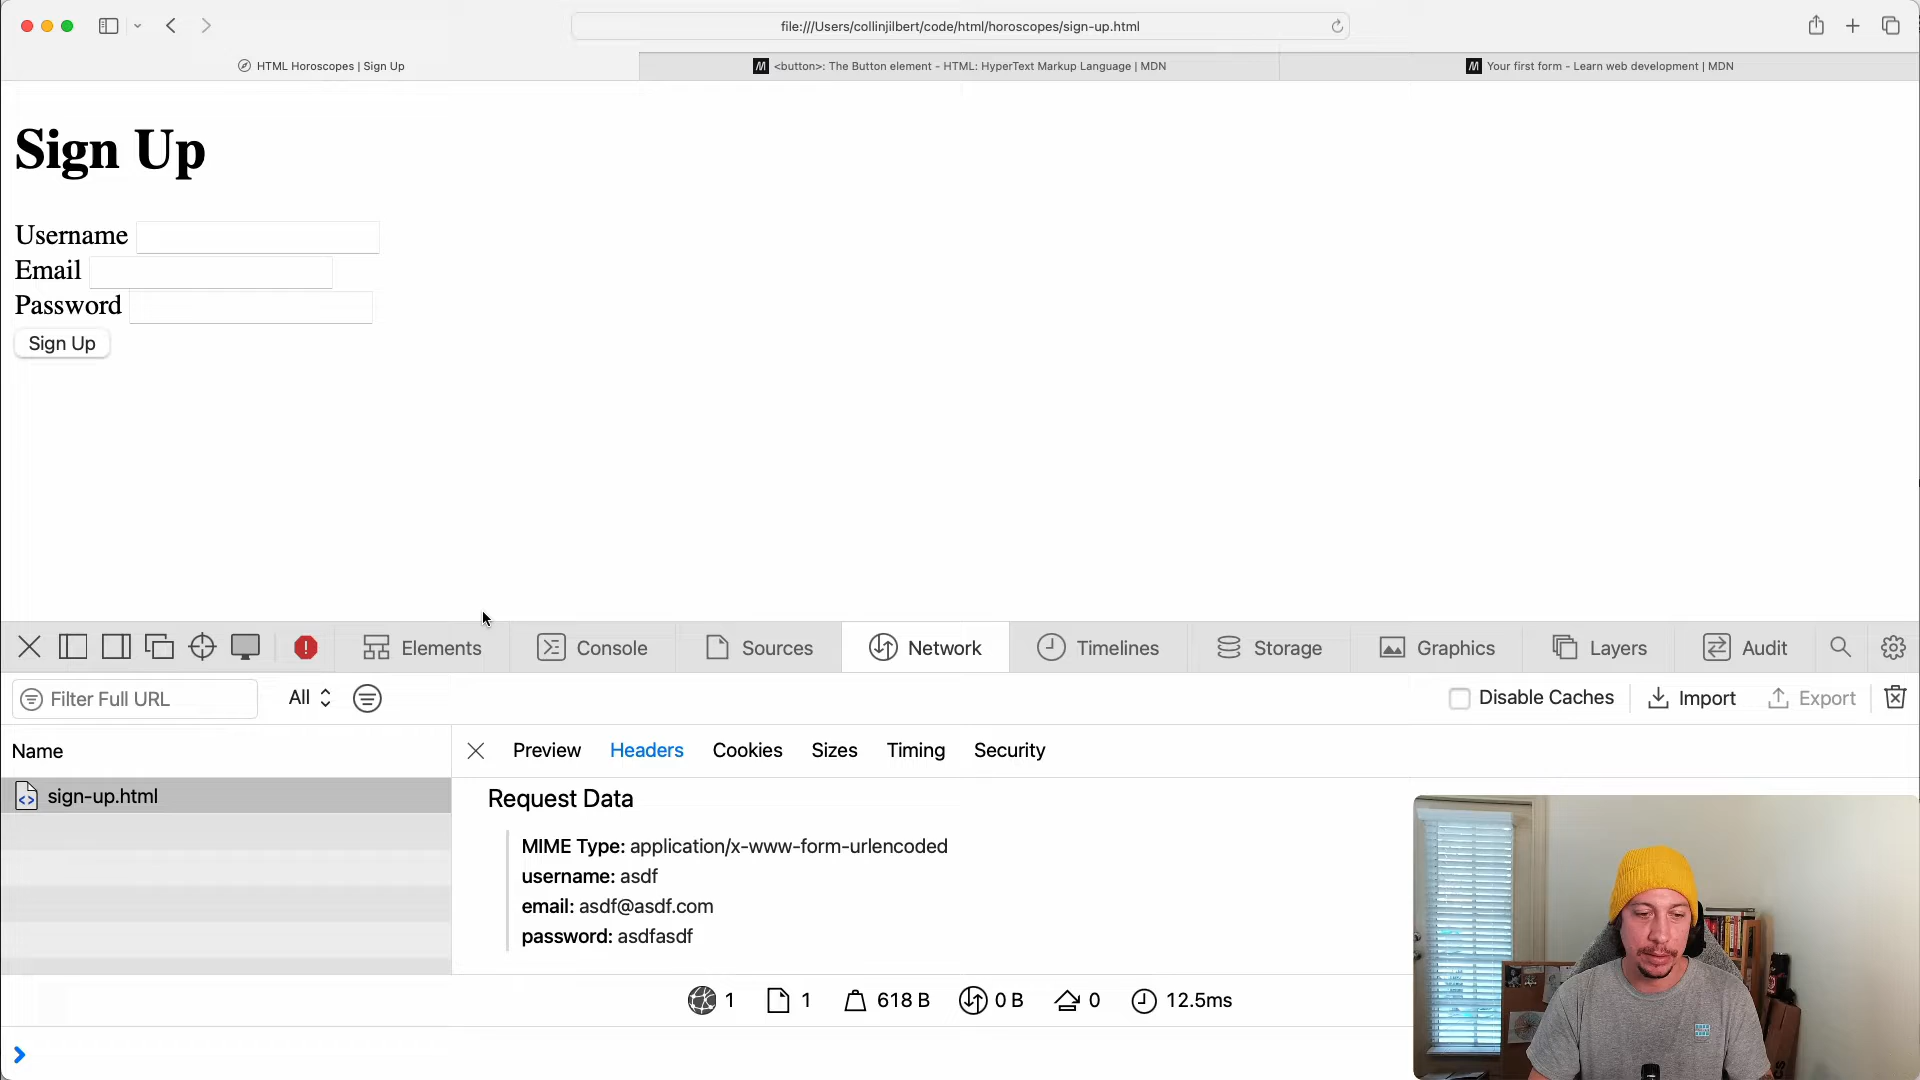 file:///Users/collinjilbert/code/html/horoscopes/sign-up.html
HTML Horoscopes | Sign Up
<button>: The Button element - HTML: HyperText Markup Language | MDN
Your first form - Learn web development | MDN
Sign Up
Username
Email
Password
Sign Up
Elements
Console
Sources
Network
Timelines
Storage
Graphics
Layers
Audit
Filter Full URL
All
Disable Caches
Import
Export
Name
Preview
Headers
Cookies
Sizes
Timing
Security
sign-up.html
Request Data
MIME Type: application/x-www-form-urlencoded
username: asdf
email: asdf@asdf.com
password: asdfasdf
1
1
618 B
0 B
0
12.5ms